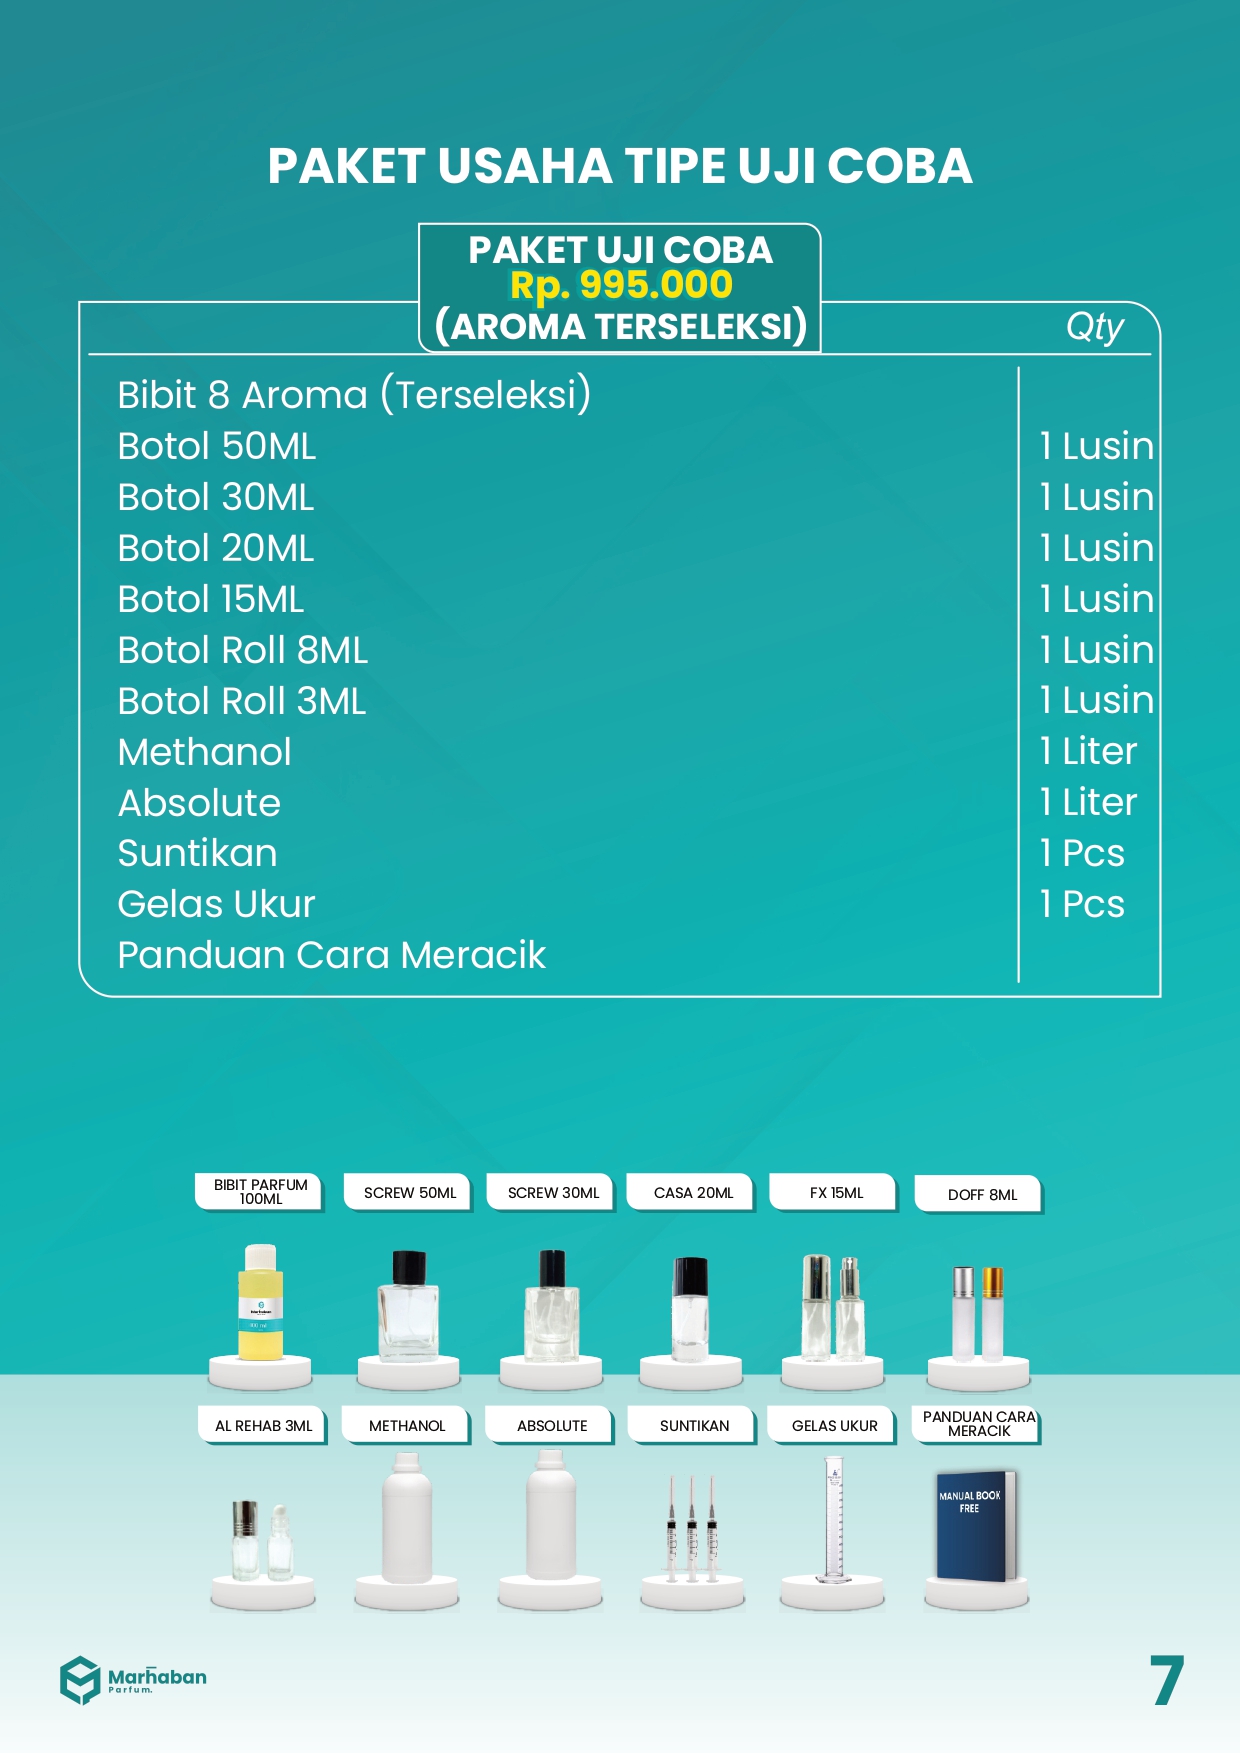 PAKET USAHA TIPE UJI COBA
PAKET UJI COBA
Rp. 995.000
(AROMA TERSELEKSI)
Qty
Bibit 8 Aroma (Terseleksi)
Botol 50ML 1 Lusin
Botol 30ML 1 Lusin
Botol 20ML 1 Lusin
Botol 15ML 1 Lusin
Botol Roll 8ML 1 Lusin
Botol Roll 3ML 1 Lusin
Methanol 1 Liter
Absolute 1 Liter
Suntikan 1 Pcs
Gelas Ukur 1 Pcs
Panduan Cara Meracik
BIBIT PARFUM
100ML
SCREW 50ML
SCREW 30ML
CASA 20ML
FX 15ML
DOFF 8ML
Marhaban
100 ml
AL REHAB 3ML
METHANOL
ABSOLUTE
SUNTIKAN
GELAS UKUR
PANDUAN CARA
MERACIK
MANUAL BOOK
FREE
Marhaban
Parfum.
7